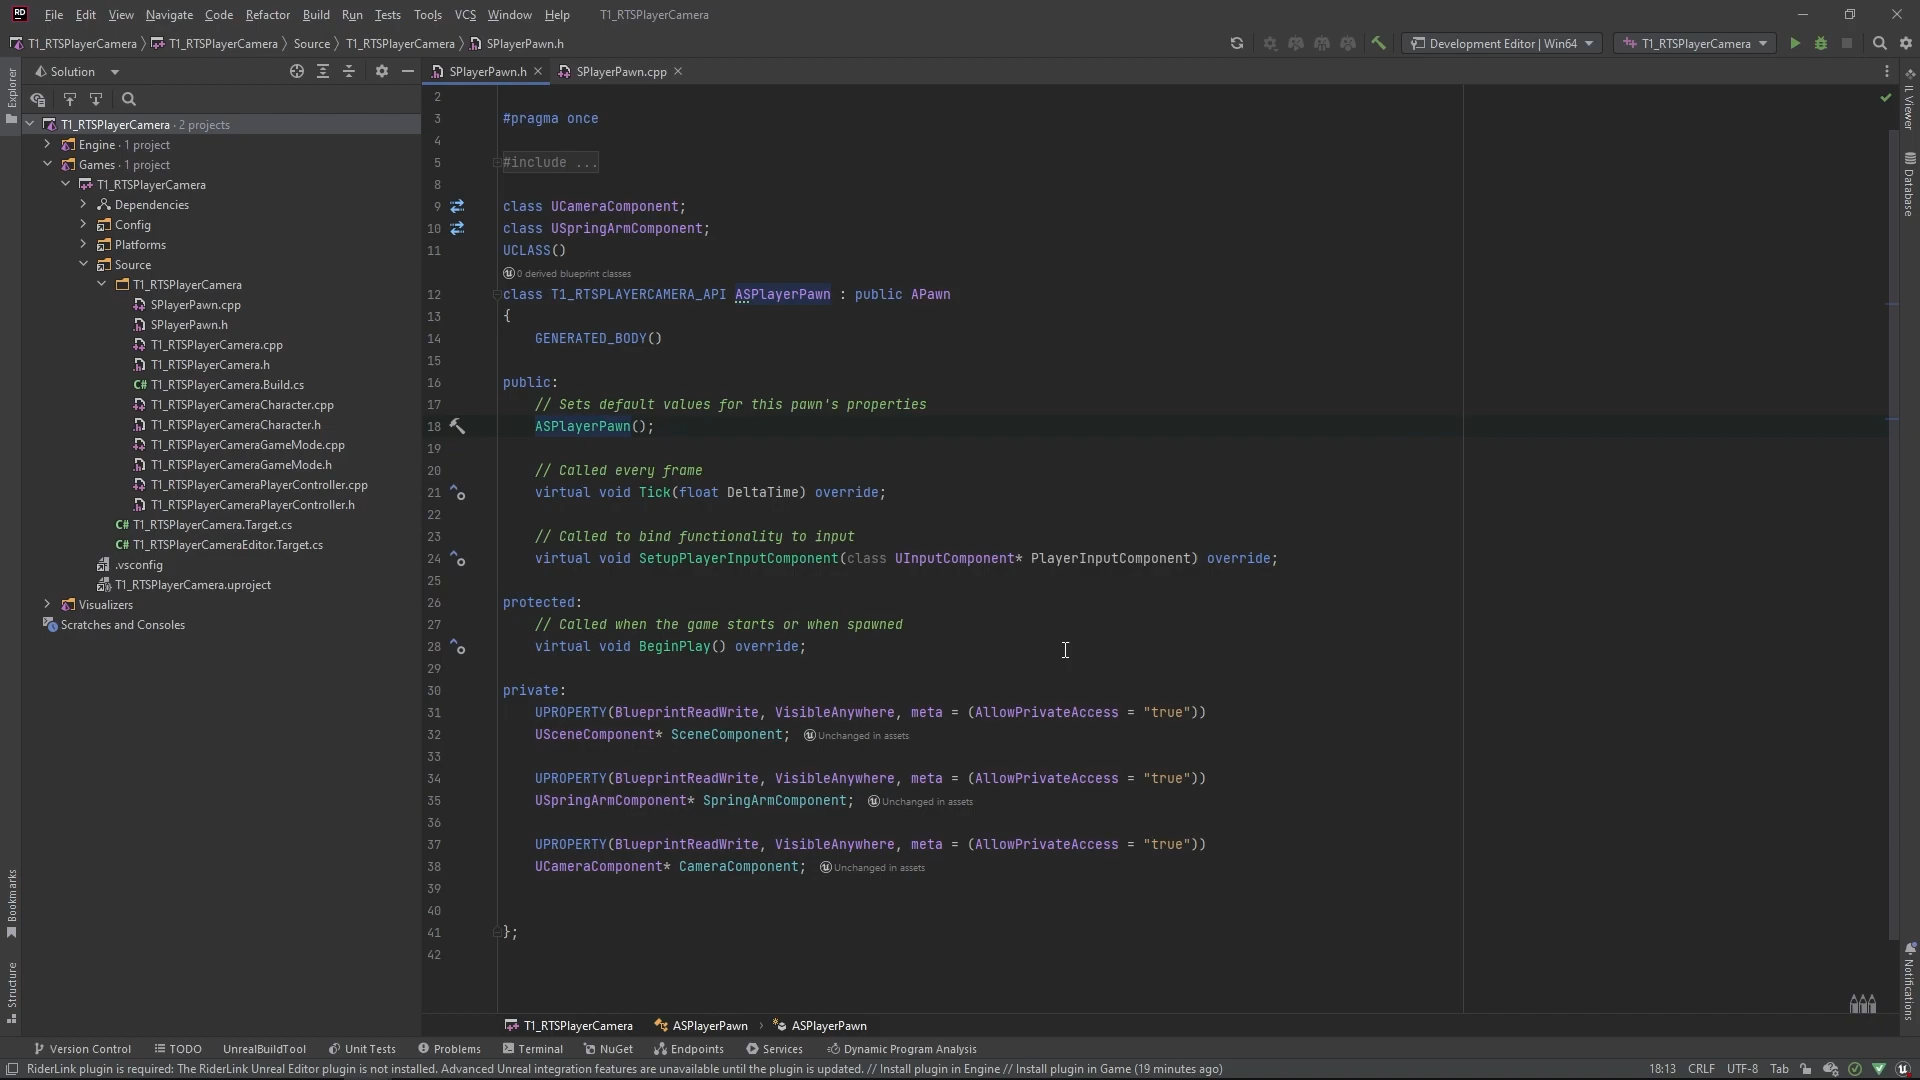 RD File Edit View Navigate Code Refactor Build Run Tests Tools VCS Window Help T1_RTSPlayerCamera
T1_RTSPlayerCamera T1_RTSPlayerCamera Source T1_RTSPlayerCamera SPlayerPawn.h Development Editor | Win64 T1_RTSPlayerCamera
Explorer
Solution
SPlayerPawn.h SPlayerPawn.cpp
T1_RTSPlayerCamera · 2 projects
Engine · 1 project
Games · 1 project
T1_RTSPlayerCamera
Dependencies
Config
Platforms
Source
T1_RTSPlayerCamera
SPlayerPawn.cpp
SPlayerPawn.h
T1_RTSPlayerCamera.cpp
T1_RTSPlayerCamera.h
C# T1_RTSPlayerCamera.Build.cs
T1_RTSPlayerCameraCharacter.cpp
T1_RTSPlayerCameraCharacter.h
T1_RTSPlayerCameraGameMode.cpp
T1_RTSPlayerCameraGameMode.h
T1_RTSPlayerCameraPlayerController.cpp
T1_RTSPlayerCameraPlayerController.h
C# T1_RTSPlayerCamera.Target.cs
C# T1_RTSPlayerCameraEditor.Target.cs
.vsconfig
T1_RTSPlayerCamera.uproject
Visualizers
Scratches and Consoles
Bookmarks
Structure
2
3 #pragma once
4
5 #include ...
8
9 class UCameraComponent;
10 class USpringArmComponent;
11 UCLASS()
0 derived blueprint classes
12 class T1_RTSPLAYERCAMERA_API ASPlayerPawn : public APawn
13 {
14 GENERATED_BODY()
15
16 public:
17 // Sets default values for this pawn's properties
18 ASPlayerPawn();
19
20 // Called every frame
21 virtual void Tick(float DeltaTime) override;
22
23 // Called to bind functionality to input
24 virtual void SetupPlayerInputComponent(class UInputComponent* PlayerInputComponent) override;
25
26 protected:
27 // Called when the game starts or when spawned
28 virtual void BeginPlay() override;
29
30 private:
31 UPROPERTY(BlueprintReadWrite, VisibleAnywhere, meta = (AllowPrivateAccess = "true"))
32 USceneComponent* SceneComponent; Unchanged in assets
33
34 UPROPERTY(BlueprintReadWrite, VisibleAnywhere, meta = (AllowPrivateAccess = "true"))
35 USpringArmComponent* SpringArmComponent; Unchanged in assets
36
37 UPROPERTY(BlueprintReadWrite, VisibleAnywhere, meta = (AllowPrivateAccess = "true"))
38 UCameraComponent* CameraComponent; Unchanged in assets
39
40
41 };
42
IL Viewer
Database
Notifications
T1_RTSPlayerCamera ASPlayerPawn ASPlayerPawn
Version Control TODO UnrealBuildTool Unit Tests Problems Terminal NuGet Endpoints Services Dynamic Program Analysis
RiderLink plugin is required: The RiderLink Unreal Editor plugin is not installed. Advanced Unreal integration features are unavailable until the plugin is updated. // Install plugin in Engine // Install plugin in Game (19 minutes ago) 18:13 CRLF UTF-8 Tab